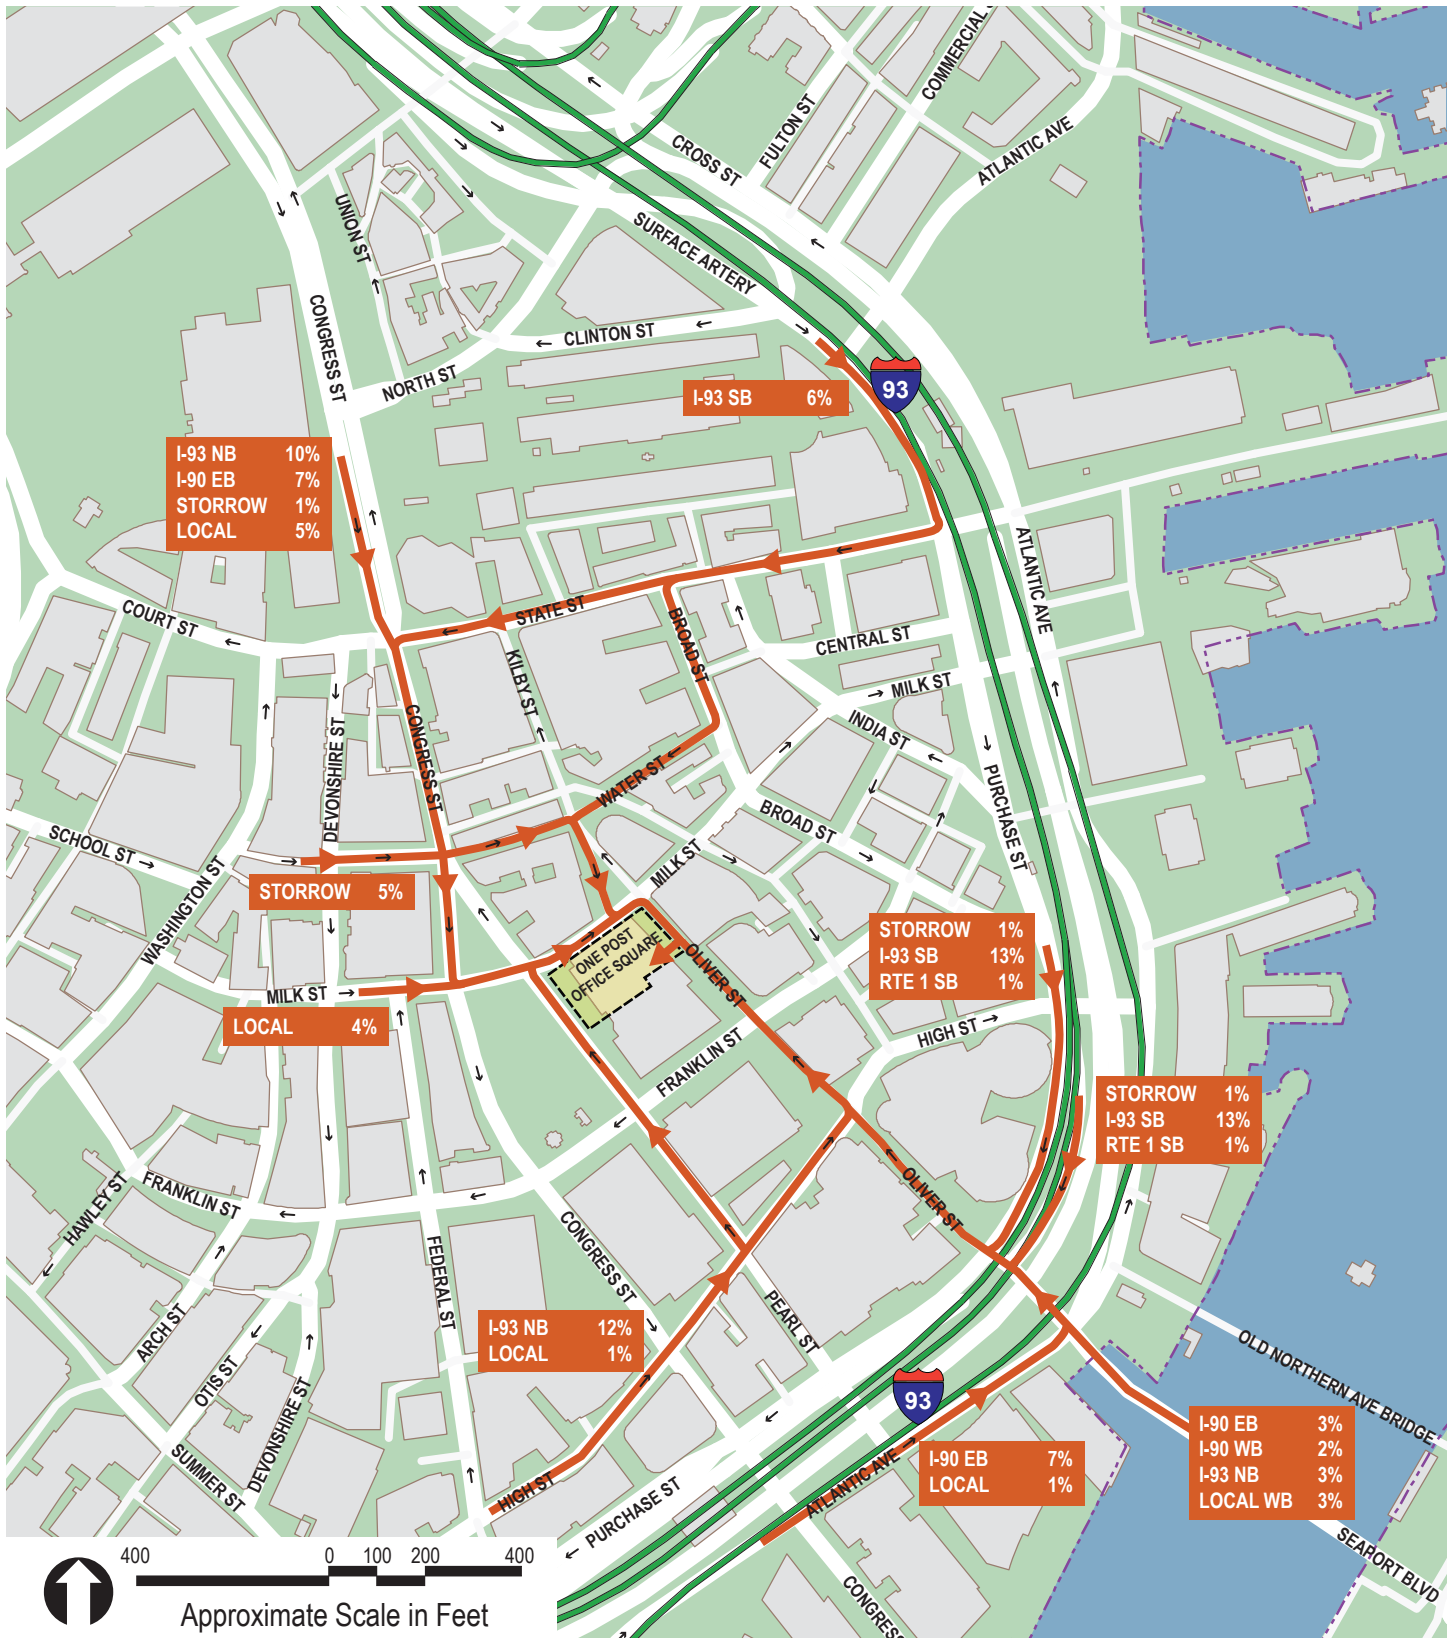 COMMERCIAL
FULTON ST
CROSS ST
ATLANTIC AVE
UNION ST
SURFACE ARTERY
CONGRESS ST
CLINTON ST
NORTH ST
93
I-93 SB 6%
I-93 NB 10%
I-90 EB 7%
STORROW 1%
LOCAL 5%
ATLANTIC AVE
COURT ST
STATE ST
BROAD ST
CENTRAL ST
KILBY ST
MILK ST
INDIA ST
CONGRESS ST
DEVONSHIRE ST
WATER ST
PURCHASE ST
BROAD ST
SCHOOL ST
MILK ST
WASHINGTON ST
STORROW 5%
STORROW 1%
I-93 SB 13%
RTE 1 SB 1%
ONE POST
OFFICE SQUARE
OLIVER ST
MILK ST
LOCAL 4%
HIGH ST
FRANKLIN ST
STORROW 1%
I-93 SB 13%
RTE 1 SB 1%
HAWLEY ST
FRANKLIN ST
OLIVER ST
CONGRESS ST
FEDERAL ST
ARCH ST
PEARL ST
I-93 NB 12%
LOCAL 1%
OTIS ST
DEVONSHIRE ST
OLD NORTHERN AVE BRIDGE
93
I-90 EB 3%
I-90 WB 2%
I-93 NB 3%
LOCAL WB 3%
I-90 EB 7%
LOCAL 1%
SUMMER ST
HIGH ST
ATLANTIC AVE
PURCHASE ST
SEAPORT BLVD
CONGRESS
400 0 100 200 400
Approximate Scale in Feet